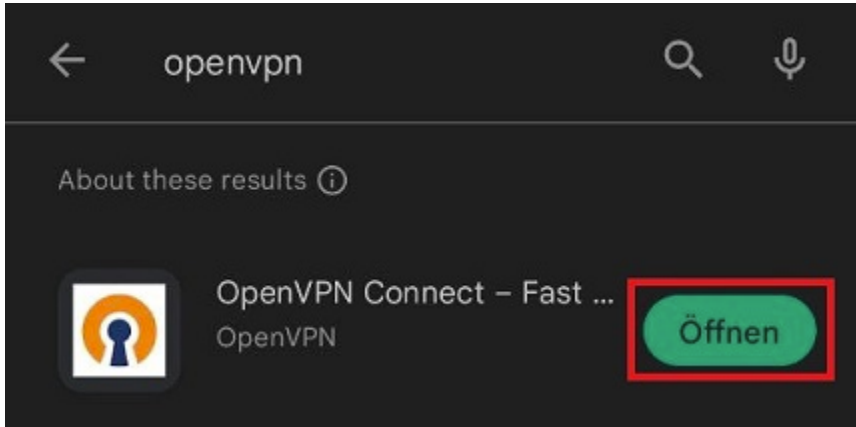 openvpn
About these results
OpenVPN Connect – Fast ...
OpenVPN
Öffnen